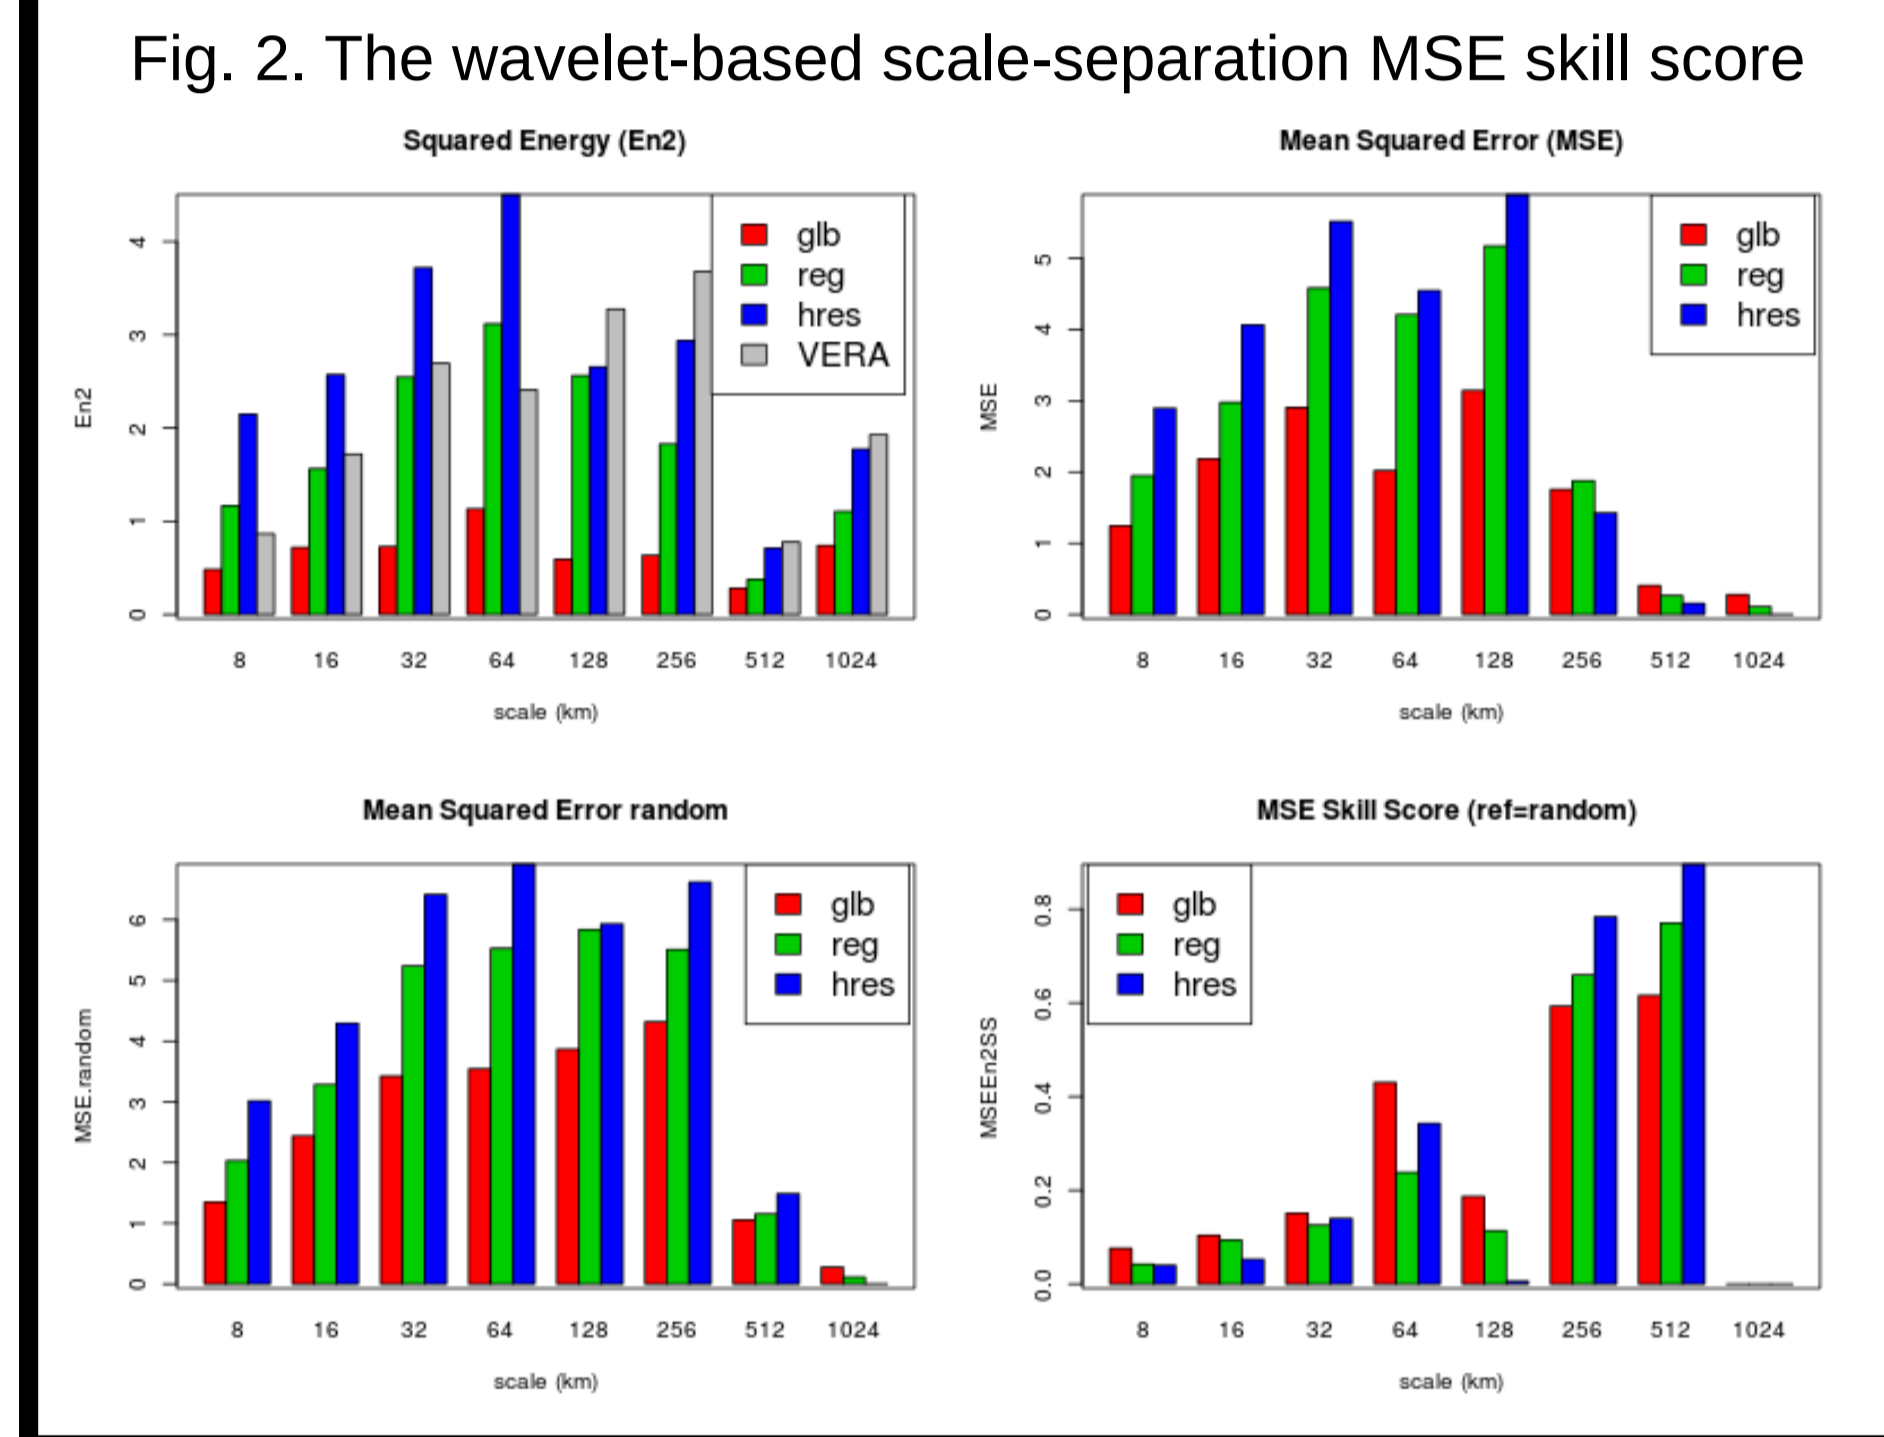 Fig. 2. The wavelet-based scale-separation MSE skill score
Squared Energy (En2)
En2
0 1 2 3 4
glb
reg
hres
VERA
8 16 32 64 128 256 512 1024
scale (km)
Mean Squared Error (MSE)
MSE
0 1 2 3 4 5
glb
reg
hres
8 16 32 64 128 256 512 1024
scale (km)
Mean Squared Error random
MSE.random
0 1 2 3 4 5 6
glb
reg
hres
8 16 32 64 128 256 512 1024
scale (km)
MSE Skill Score (ref=random)
MSEEn2SS
0.0 0.2 0.4 0.6 0.8
glb
reg
hres
8 16 32 64 128 256 512 1024
scale (km)